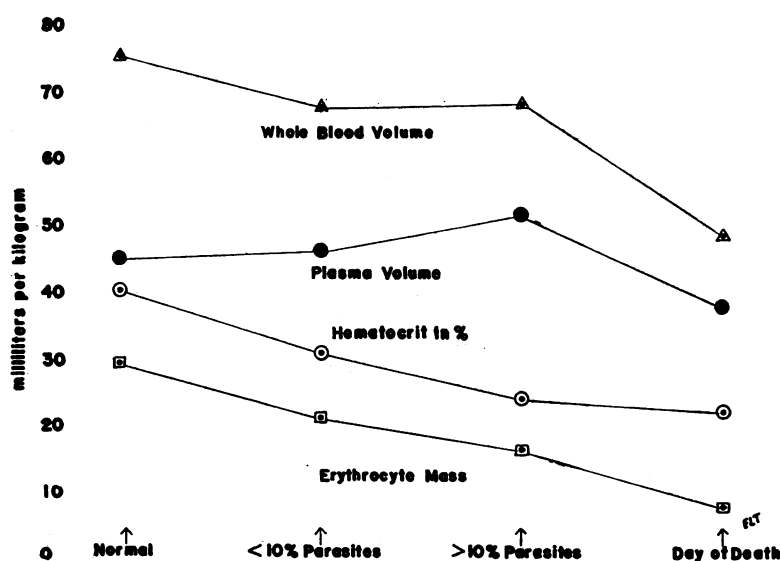 80
70
Whole Blood Volume
60
50
Plasma Volume
40
Hematocrit in %
30
20
Erythrocyte Mass
10
0
milliliters per kilogram
Normal
<10% Parasites
>10% Parasites
Day of Death
FLT